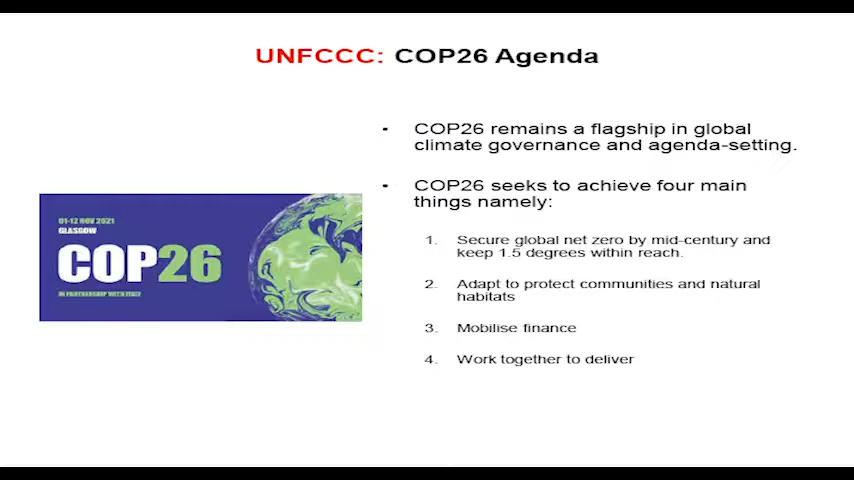 UNFCCC: COP26 Agenda
• COP26 remains a flagship in global
climate governance and agenda-setting.
• COP26 seeks to achieve four main
things namely:
1. Secure global net zero by mid-century and
keep 1.5 degrees within reach.
2. Adapt to protect communities and natural
habitats
3. Mobilise finance
4. Work together to deliver
01-12 NOV 2021
GLASGOW
COP26
IN PARTNERSHIP WITH ITALY